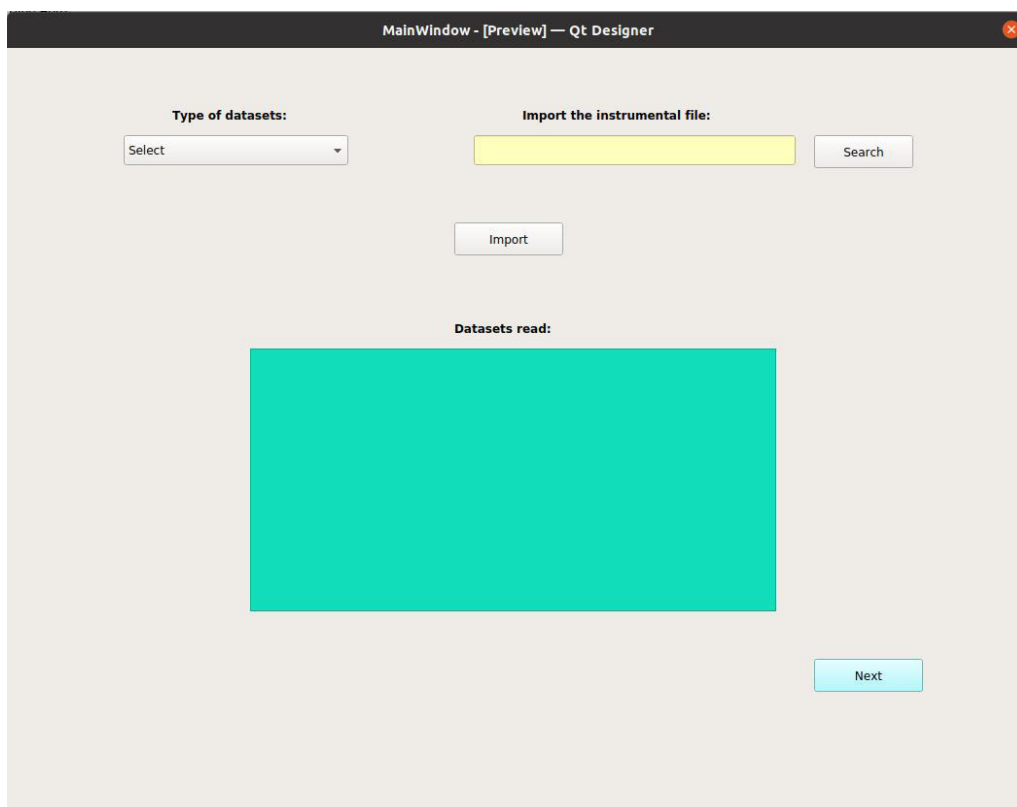 MainWindow - [Preview] — Qt Designer
Type of datasets:
Import the instrumental file:
Select
Search
Import
Datasets read:
Next